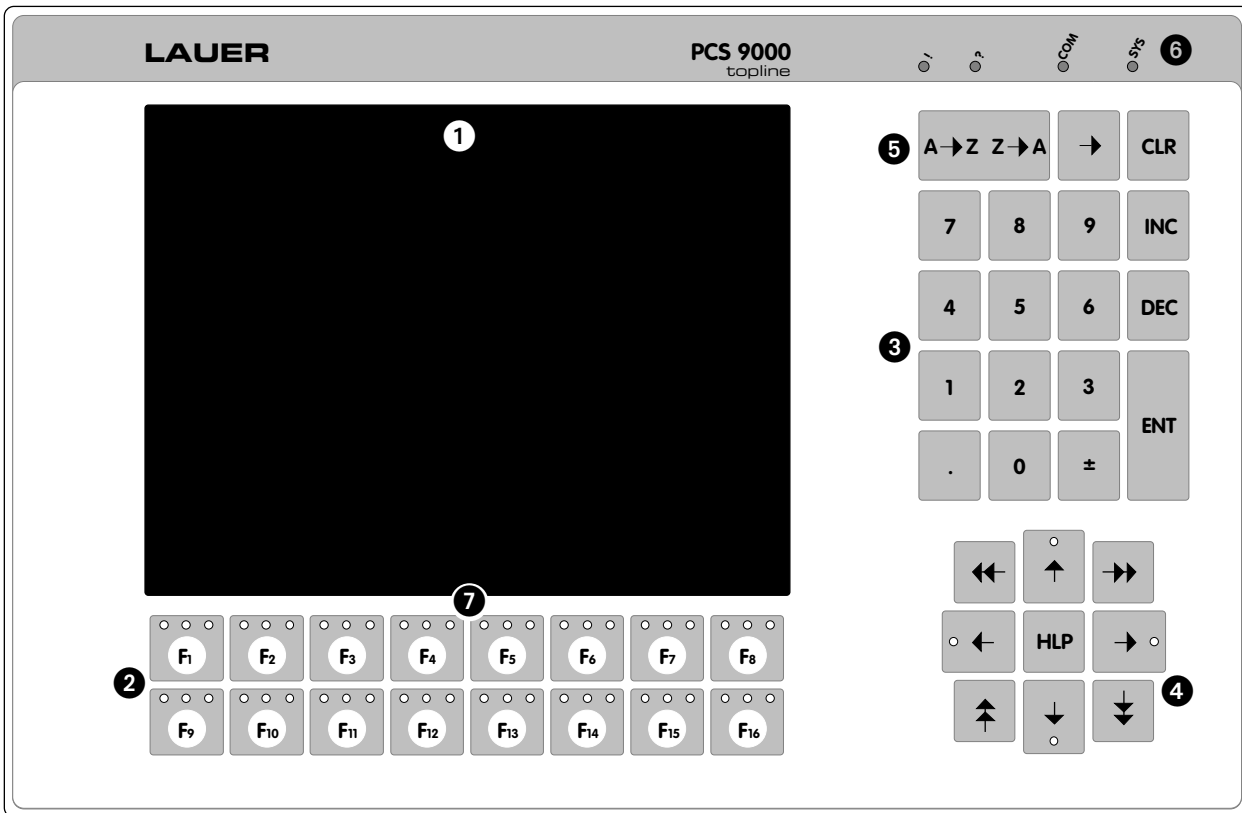 LAUER
PCS 9000
topline
! ? COM SYS 6
1
5 A Z Z A CLR
7 8 9 INC
4 5 6 DEC
3
1 2 3
ENT
. 0 ±
7
F1 F2 F3 F4 F5 F6 F7 F8
2
F9 F10 F11 F12 F13 F14 F15 F16
HLP
4